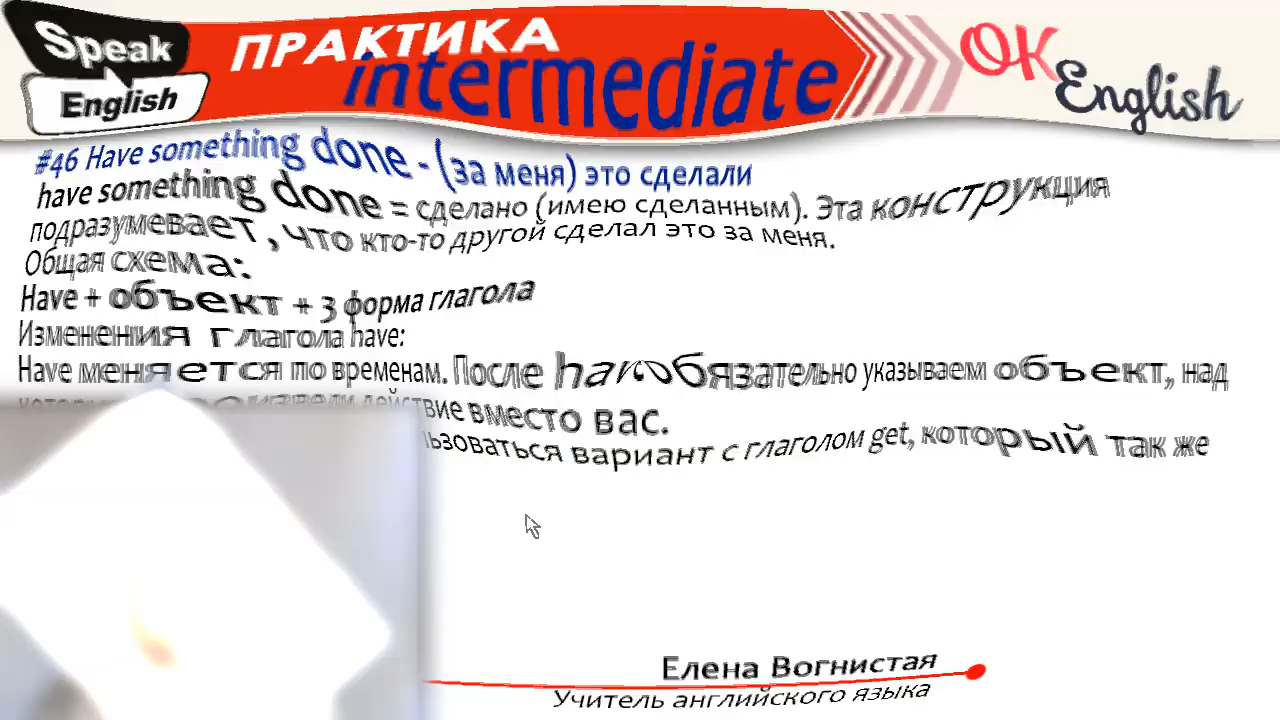 Speak
English
ПРАКТИКА
intermediate
OK
English
#46 Have something done - (за меня) это сделали
have something done = сделано (имею сделанным). Эта конструкция
подразумевает, что кто-то другой сделал это за меня.
Общая схема:
Have + объект + 3 форма глагола
Изменения глагола have:
Have меняется по временам. После обязательно указываем объект, над
действие вместо вас.
вариант с глаголом get, который так же
Елена Вогнистая
Учитель английского языка